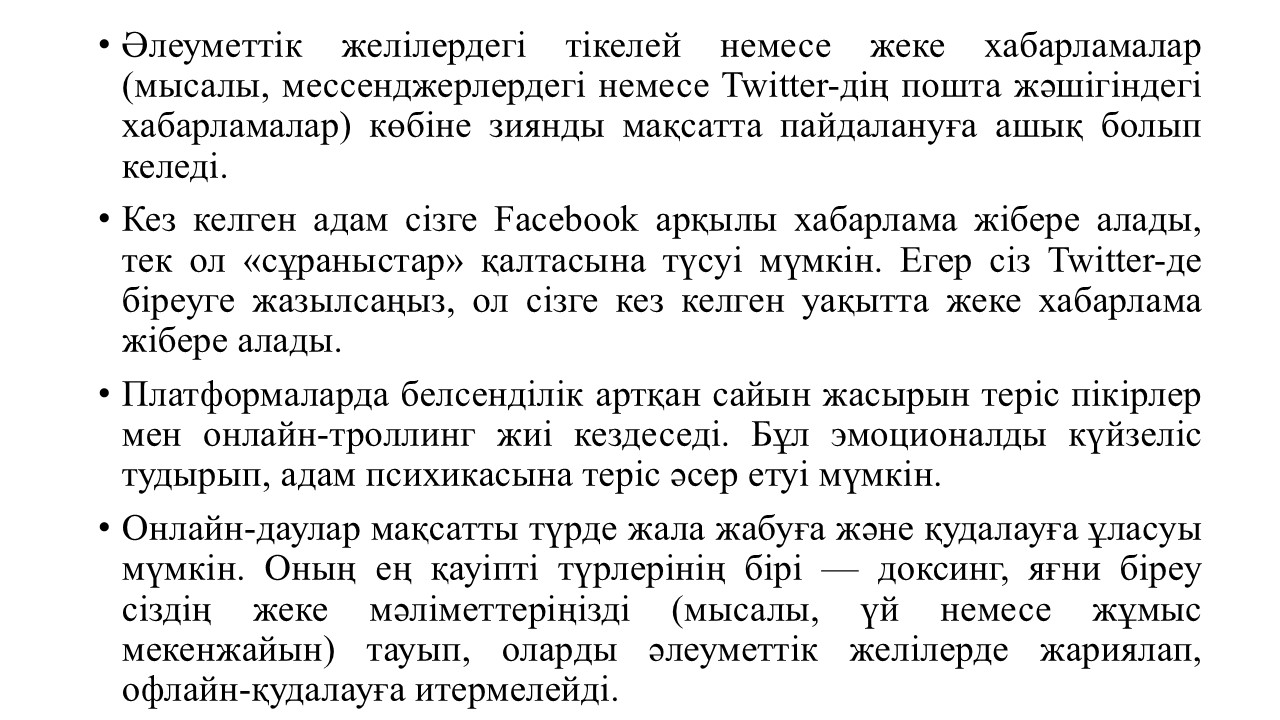 • Әлеуметтік желілердегі тікелей немесе жеке хабарламалар
(мысалы, мессенджерлердегі немесе Twitter-дің пошта жәшігіндегі
хабарламалар) көбіне зиянды мақсатта пайдалануға ашық болып
келеді.
• Кез келген адам сізге Facebook арқылы хабарлама жібере алады,
тек ол «сұраныстар» қалтасына түсуі мүмкін. Егер сіз Twitter-де
біреуге жазылсаңыз, ол сізге кез келген уақытта жеке хабарлама
жібере алады.
• Платформаларда белсенділік артқан сайын жасырын теріс пікірлер
мен онлайн-троллинг жиі кездеседі. Бұл эмоционалды күйзеліс
тудырып, адам психикасына теріс әсер етуі мүмкін.
• Онлайн-даулар мақсатты түрде жала жабуға және қудалауға ұласуы
мүмкін. Оның ең қауіпті түрлерінің бірі — доксинг, яғни біреу
сіздің жеке мәліметтеріңізді (мысалы, үй немесе жұмыс
мекенжайын) тауып, оларды әлеуметтік желілерде жариялап,
офлайн-қудалауға итермелейді.